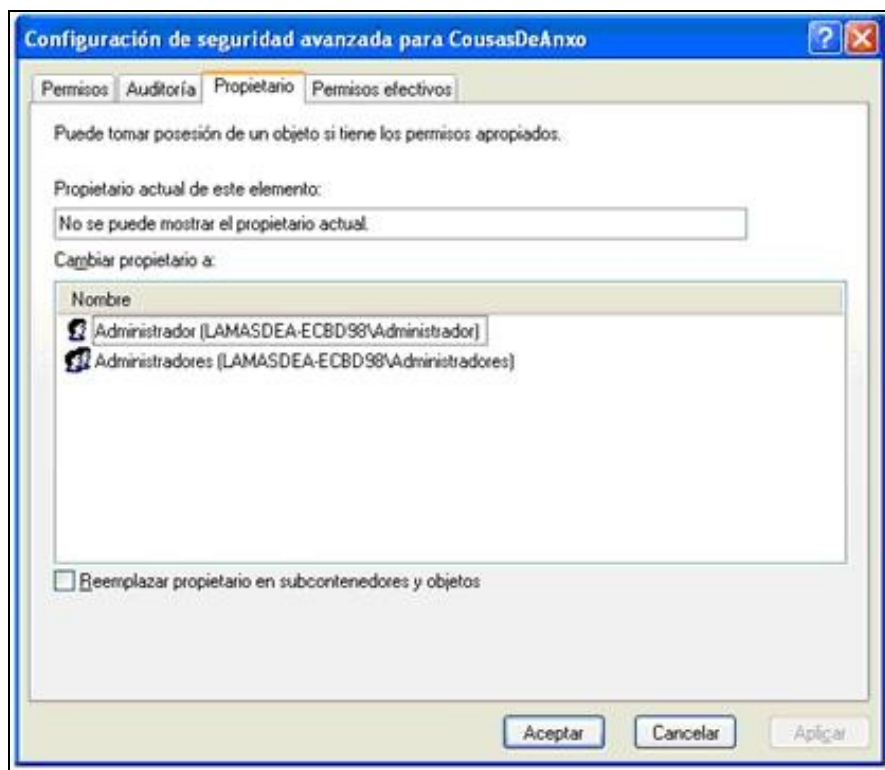 Configuración de seguridad avanzada para CousasDeAnxo
Permisos Auditoría Propietario Permisos efectivos
Puede tomar posesión de un objeto si tiene los permisos apropiados.
Propietario actual de este elemento:
No se puede mostrar el propietario actual.
Cambiar propietario a:
Nombre
Administrador (LAMASDEA-ECBD98\Administrador)
Administradores (LAMASDEA-ECBD98\Administradores)
Reemplazar propietario en subcontenedores y objetos
Aceptar Cancelar Aplicar